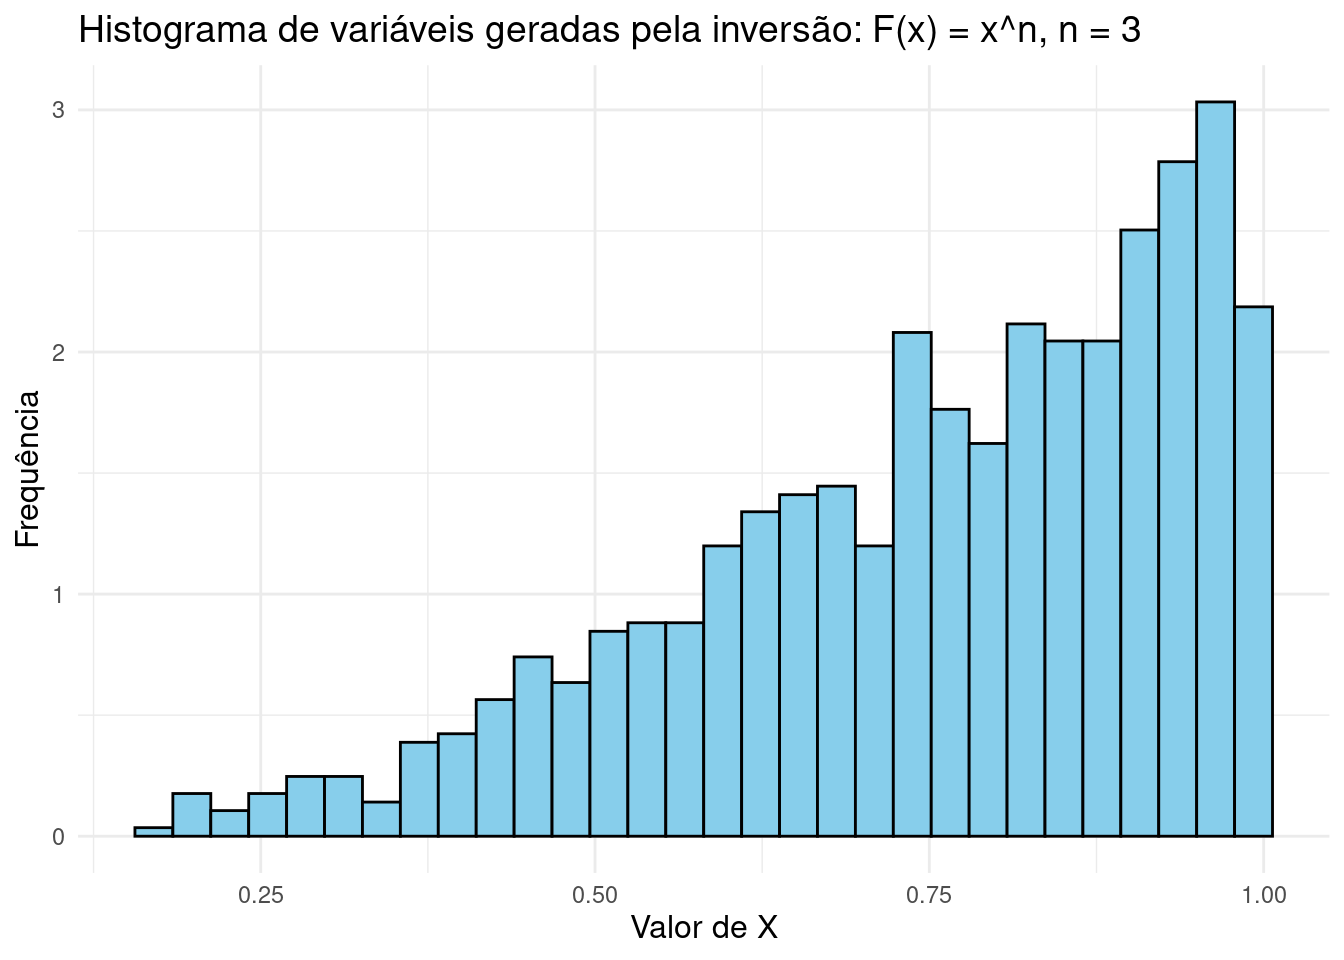 Histograma de variáveis geradas pela inversão: F(x) = x^n, n = 3
3
2
1
0
Frequência
0.25 0.50 0.75 1.00
Valor de X